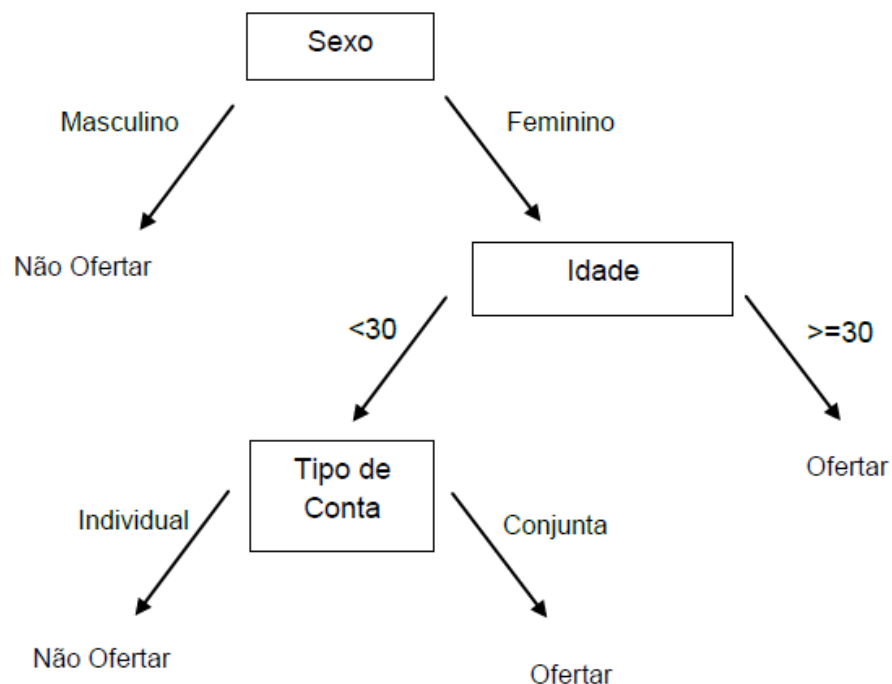 Sexo
Masculino
Feminino
Não Ofertar
Idade
<30
>=30
Tipo de
Conta
Ofertar
Individual
Conjunta
Não Ofertar
Ofertar